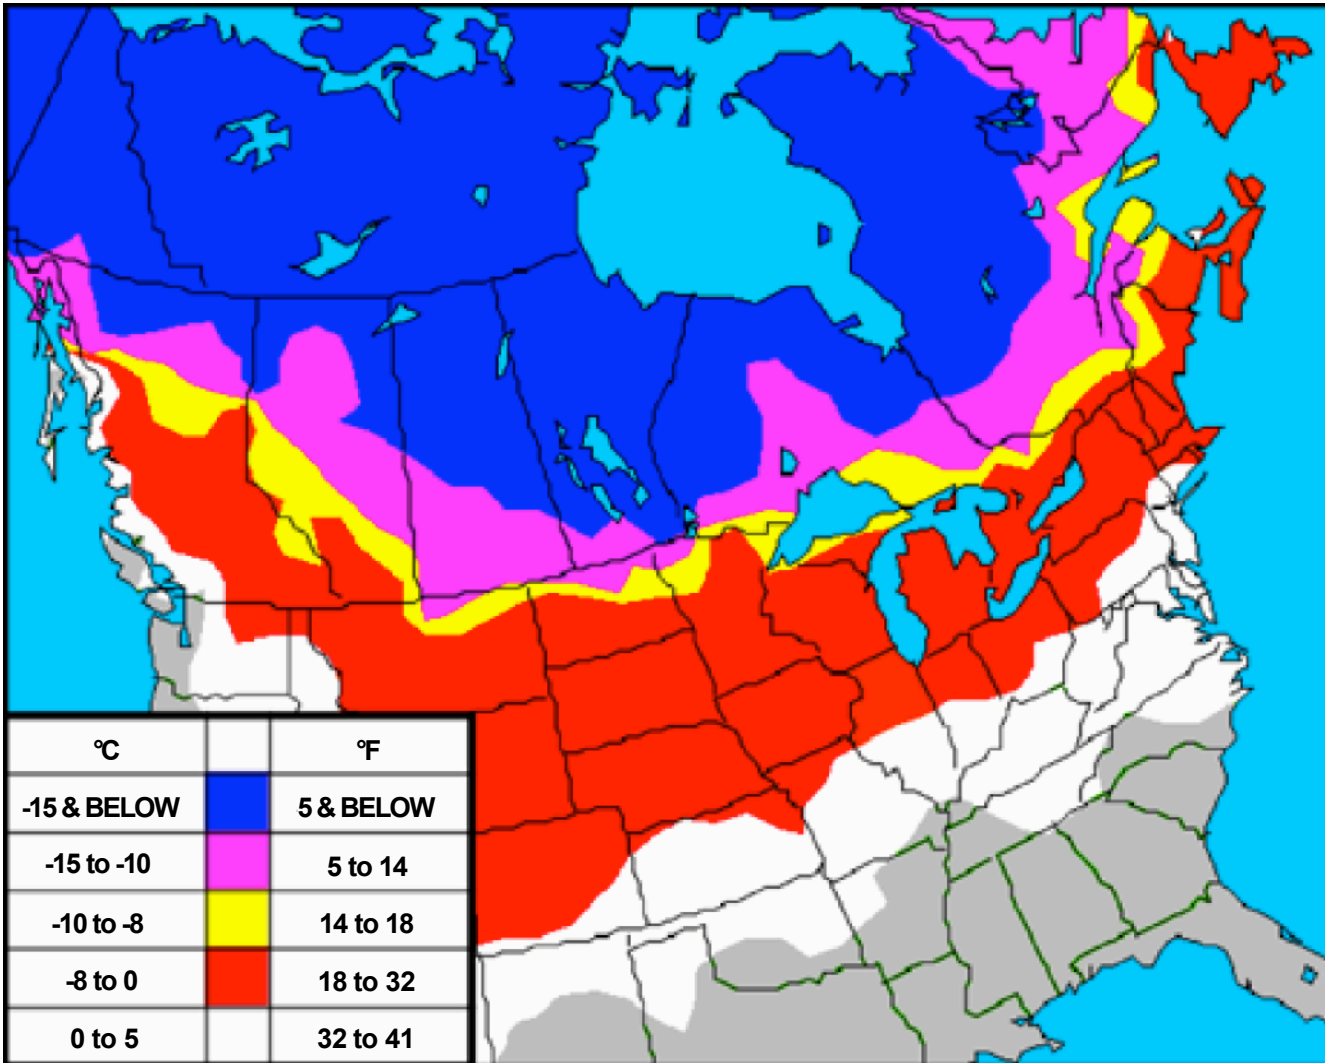 °C °F
-15 & BELOW 5 & BELOW
-15 to -10 5 to 14
-10 to -8 14 to 18
-8 to 0 18 to 32
0 to 5 32 to 41